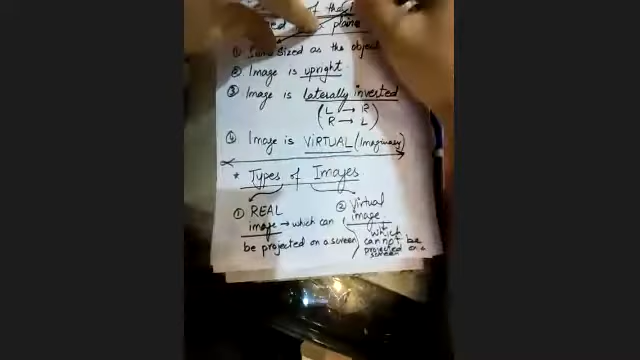 of the
plane
① Same sized as the object
② Image is upright
③ Image is laterally inverted
(L → R
R → L)
④ Image is VIRTUAL (Imaginary)
* Types of Images
① REAL image → which can be projected on a screen
② Virtual image
which cannot be projected on a screen